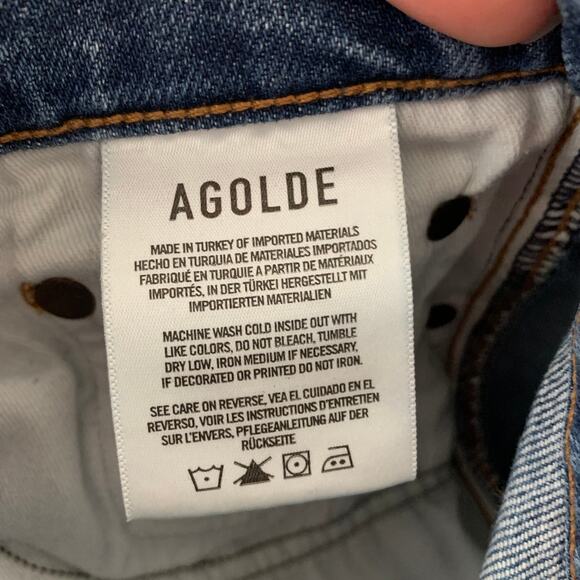 AGOLDE
MADE IN TURKEY OF IMPORTED MATERIALS
HECHO EN TURQUIA DE MATERIALES IMPORTADOS
FABRIQUÉ EN TURQUIE A PARTIR DE MATÉRIAUX
IMPORTÉS, IN DER TÜRKEI HERGESTELLT MIT
IMPORTIERTEN MATERIALIEN
MACHINE WASH COLD INSIDE OUT WITH
LIKE COLORS, DO NOT BLEACH, TUMBLE
DRY LOW, IRON MEDIUM IF NECESSARY,
IF DECORATED OR PRINTED DO NOT IRON.
SEE CARE ON REVERSE, VEA EL CUIDADO EN EL
REVERSO, VOIR LES INSTRUCTIONS D'ENTRETIEN
SUR L'ENVERS, PFLEGEANLEITUNG AUF DER
RÜCKSEITE